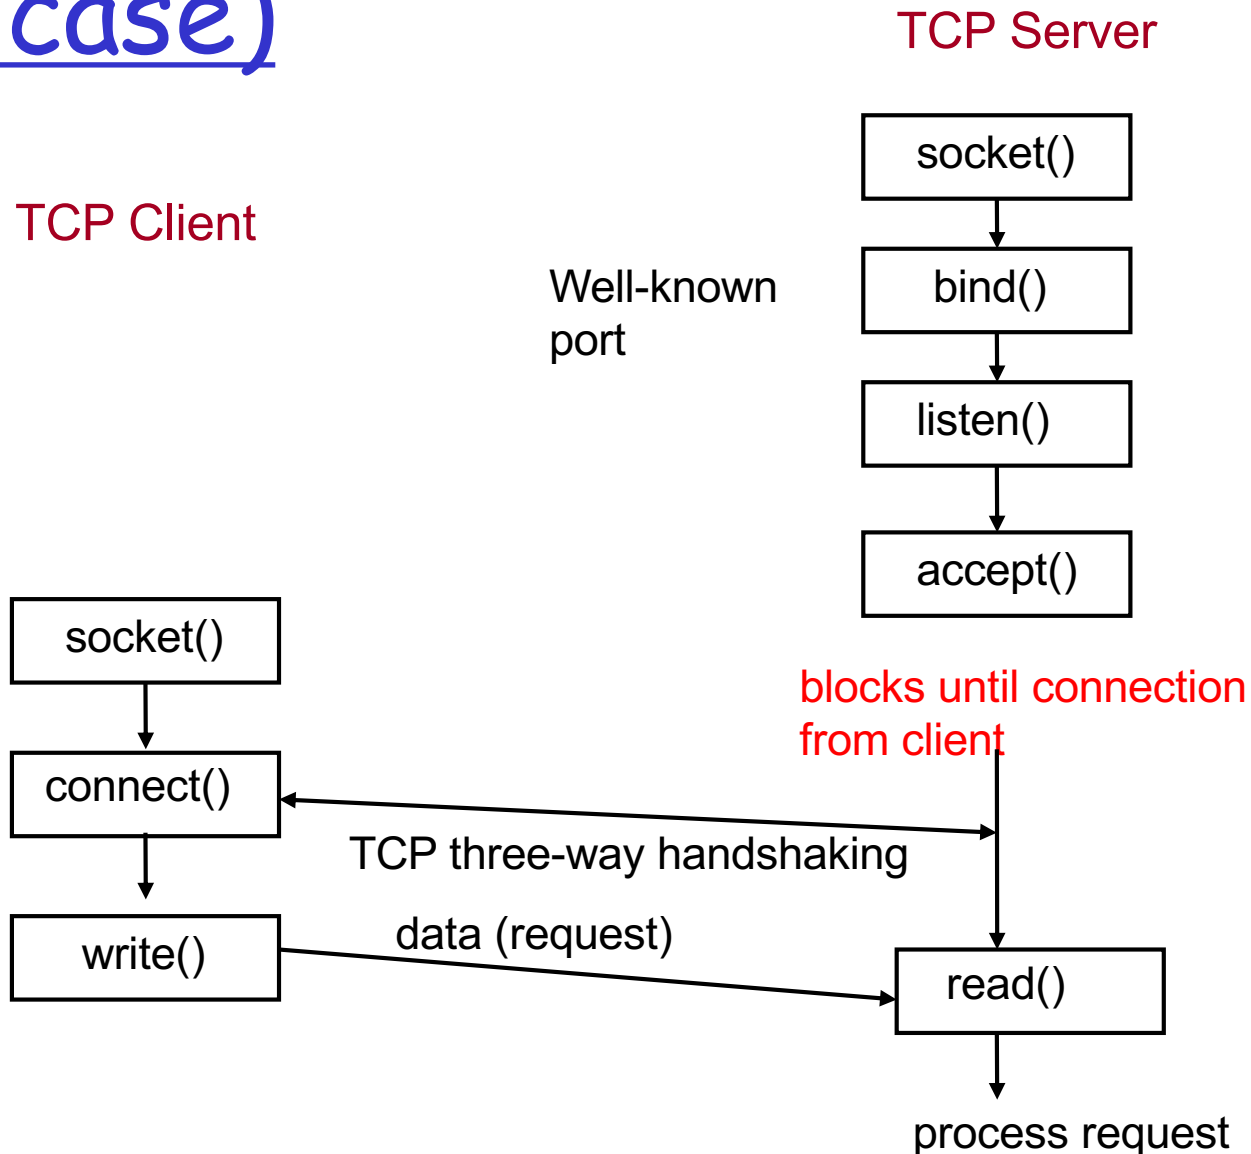 case)
TCP Server
socket()
TCP Client
Well-known
port
bind()
listen()
accept()
socket()
blocks until connection
from client
connect()
TCP three-way handshaking
data (request)
write()
read()
process request